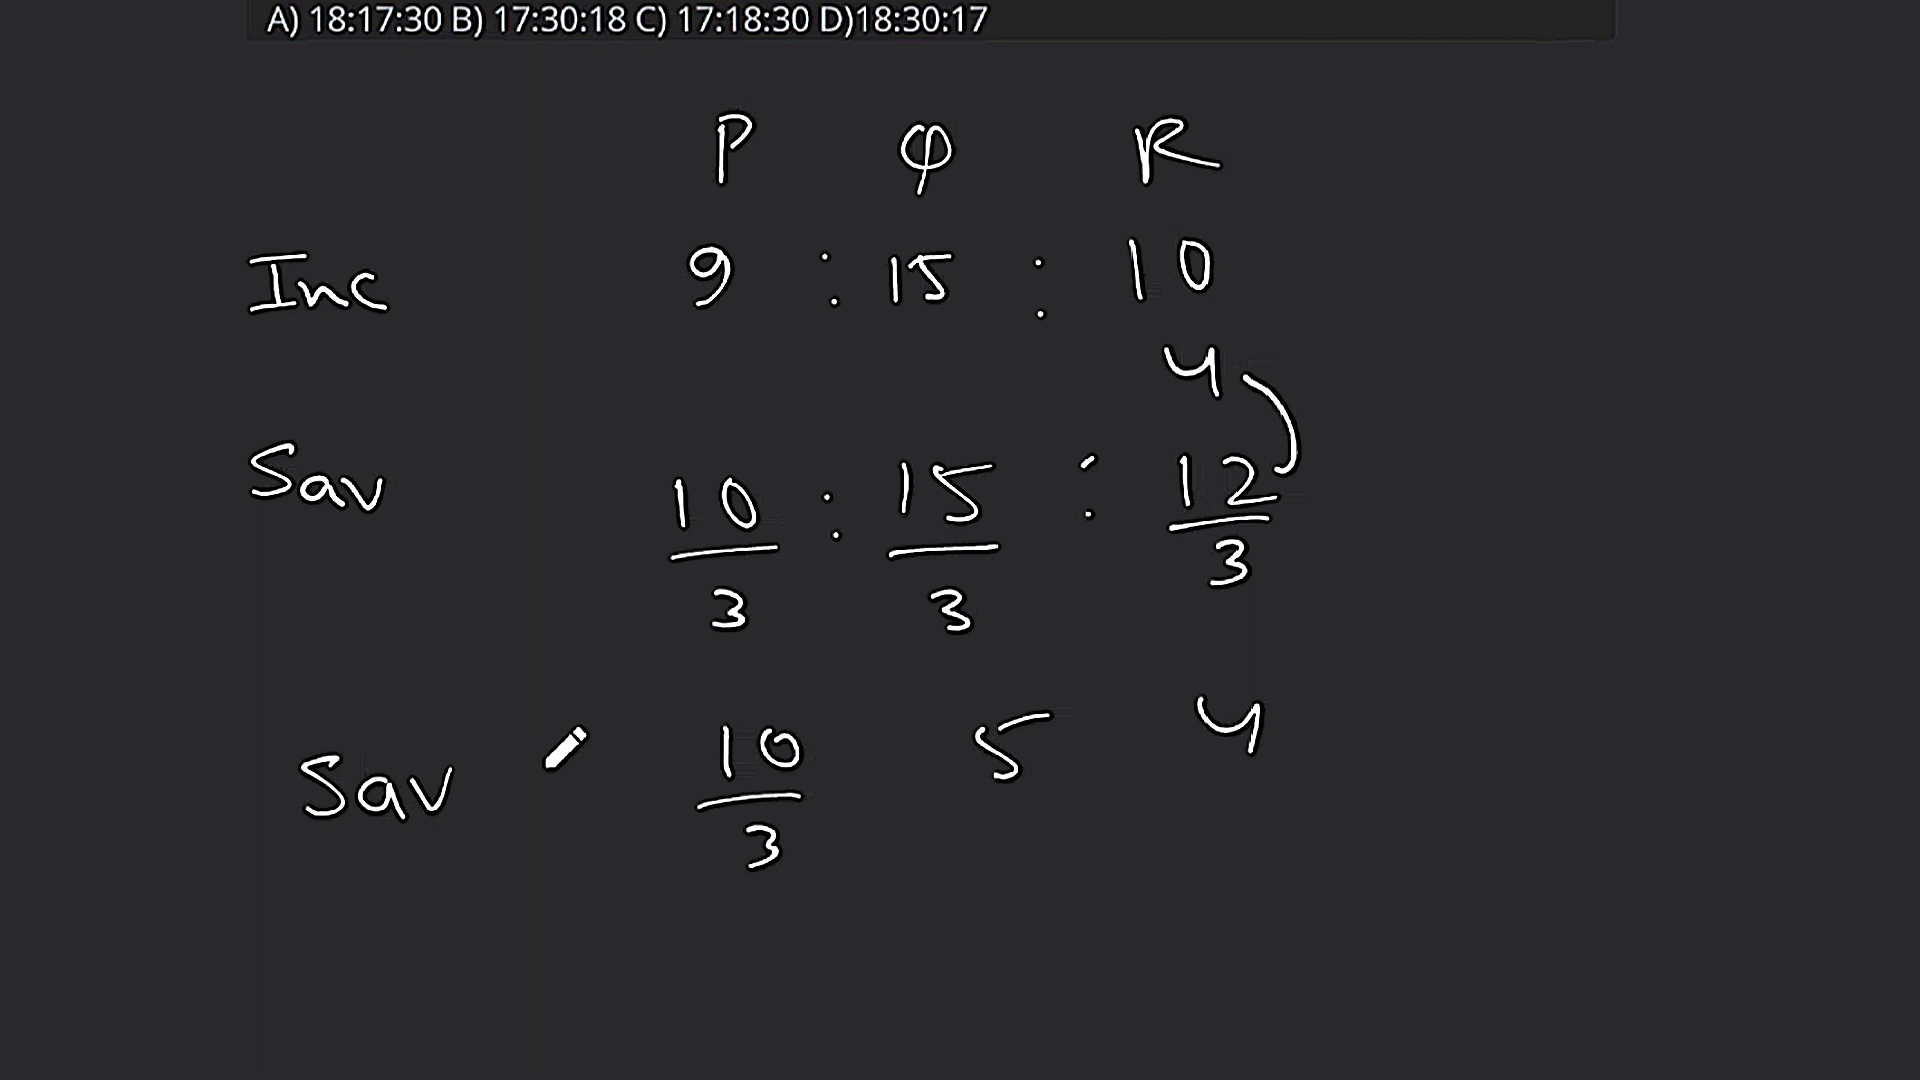 A) 18:17:30 B) 17:30:18 C) 17:18:30 D)18:30:17
P Q R
Inc 9 : 15 : 10
4
Sav 10/3 : 15/3 : 12/3
Sav 10/3 5 4